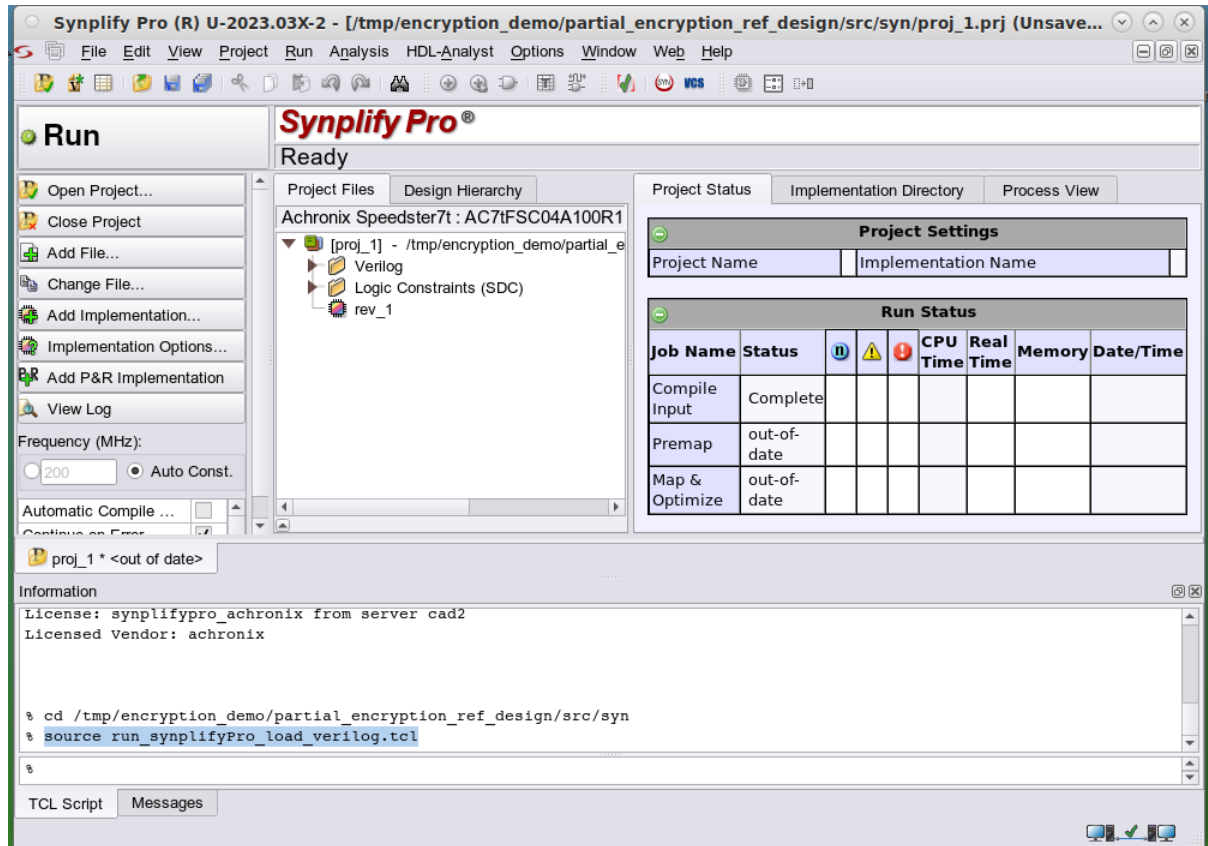 Synplify Pro (R) U-2023.03X-2 - [/tmp/encryption_demo/partial_encryption_ref_design/src/syn/proj_1.prj (Unsave...
File Edit View Project Run Analysis HDL-Analyst Options Window Web Help
SYN VCS
Run
Synplify Pro ®
Ready
Open Project...
Close Project
Add File...
Change File...
Add Implementation...
Implementation Options...
P&R Add P&R Implementation
View Log
Frequency (MHz):
200 Auto Const.
Automatic Compile ...
Continue on Error
Project Files Design Hierarchy
Achronix Speedster7t : AC7tFSC04A100R1
[proj_1] - /tmp/encryption_demo/partial_e
Verilog
Logic Constraints (SDC)
rev_1
Project Status Implementation Directory Process View
Project Settings
Project Name Implementation Name
Run Status
Job Name Status n ! ! CPU Time Real Time Memory Date/Time
Compile Input Complete
Premap out-of-date
Map & Optimize out-of-date
proj_1 * <out of date>
Information
License: synplifypro_achronix from server cad2
Licensed Vendor: achronix
% cd /tmp/encryption_demo/partial_encryption_ref_design/src/syn
% source run_synplifyPro_load_verilog.tcl
%
TCL Script Messages